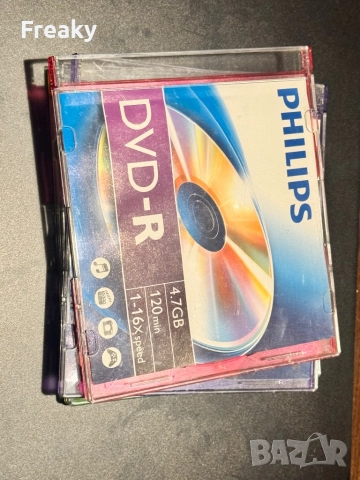 Freaky
PHILIPS
DVD-R
4.7GB
120min
1-16x speed
BAZAR